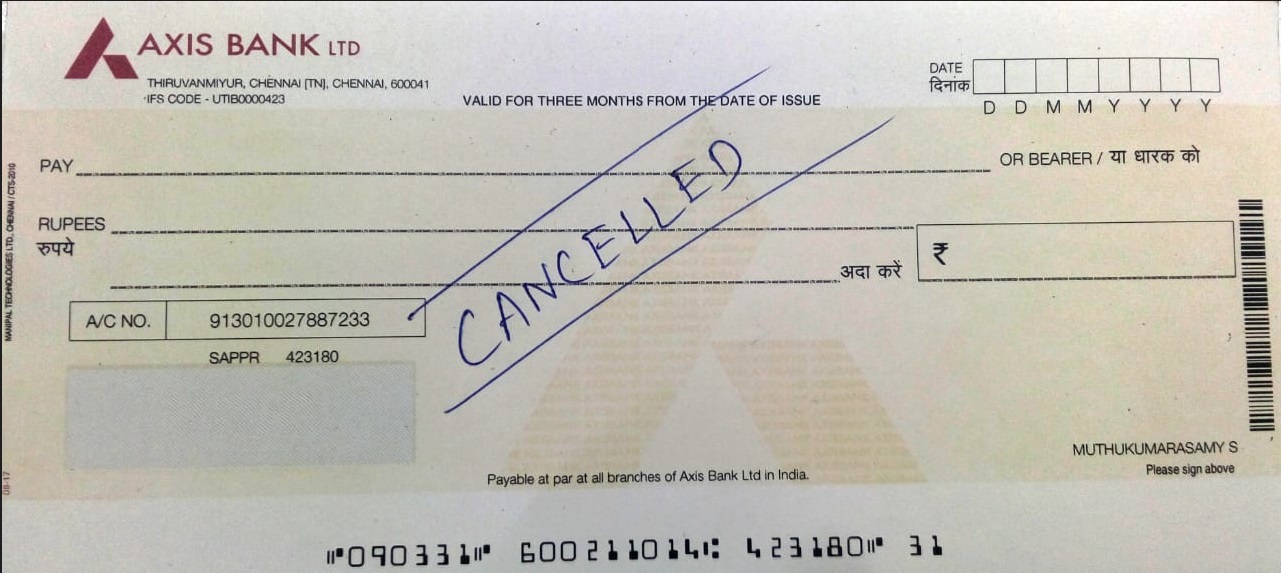 AXIS BANK LTD
THIRUVANMIYUR, CHENNAI [TN], CHENNAI, 600041
IFS CODE - UTIB0000423
VALID FOR THREE MONTHS FROM THE DATE OF ISSUE
DATE
दिनांक
D D M M Y Y Y Y
PAY
OR BEARER / या धारक को
RUPEES
रुपये
अदा करें
₹
CANCELLED
A/C NO. 913010027887233
SAPPR 423180
MUTHUKUMARASAMY S
Please sign above
Payable at par at all branches of Axis Bank Ltd in India.
MANIPAL TECHNOLOGIES LTD., CHENNAI / CTS-2010
08-17
⑈090331⑈ 600211014⑆ 423180⑈ 31